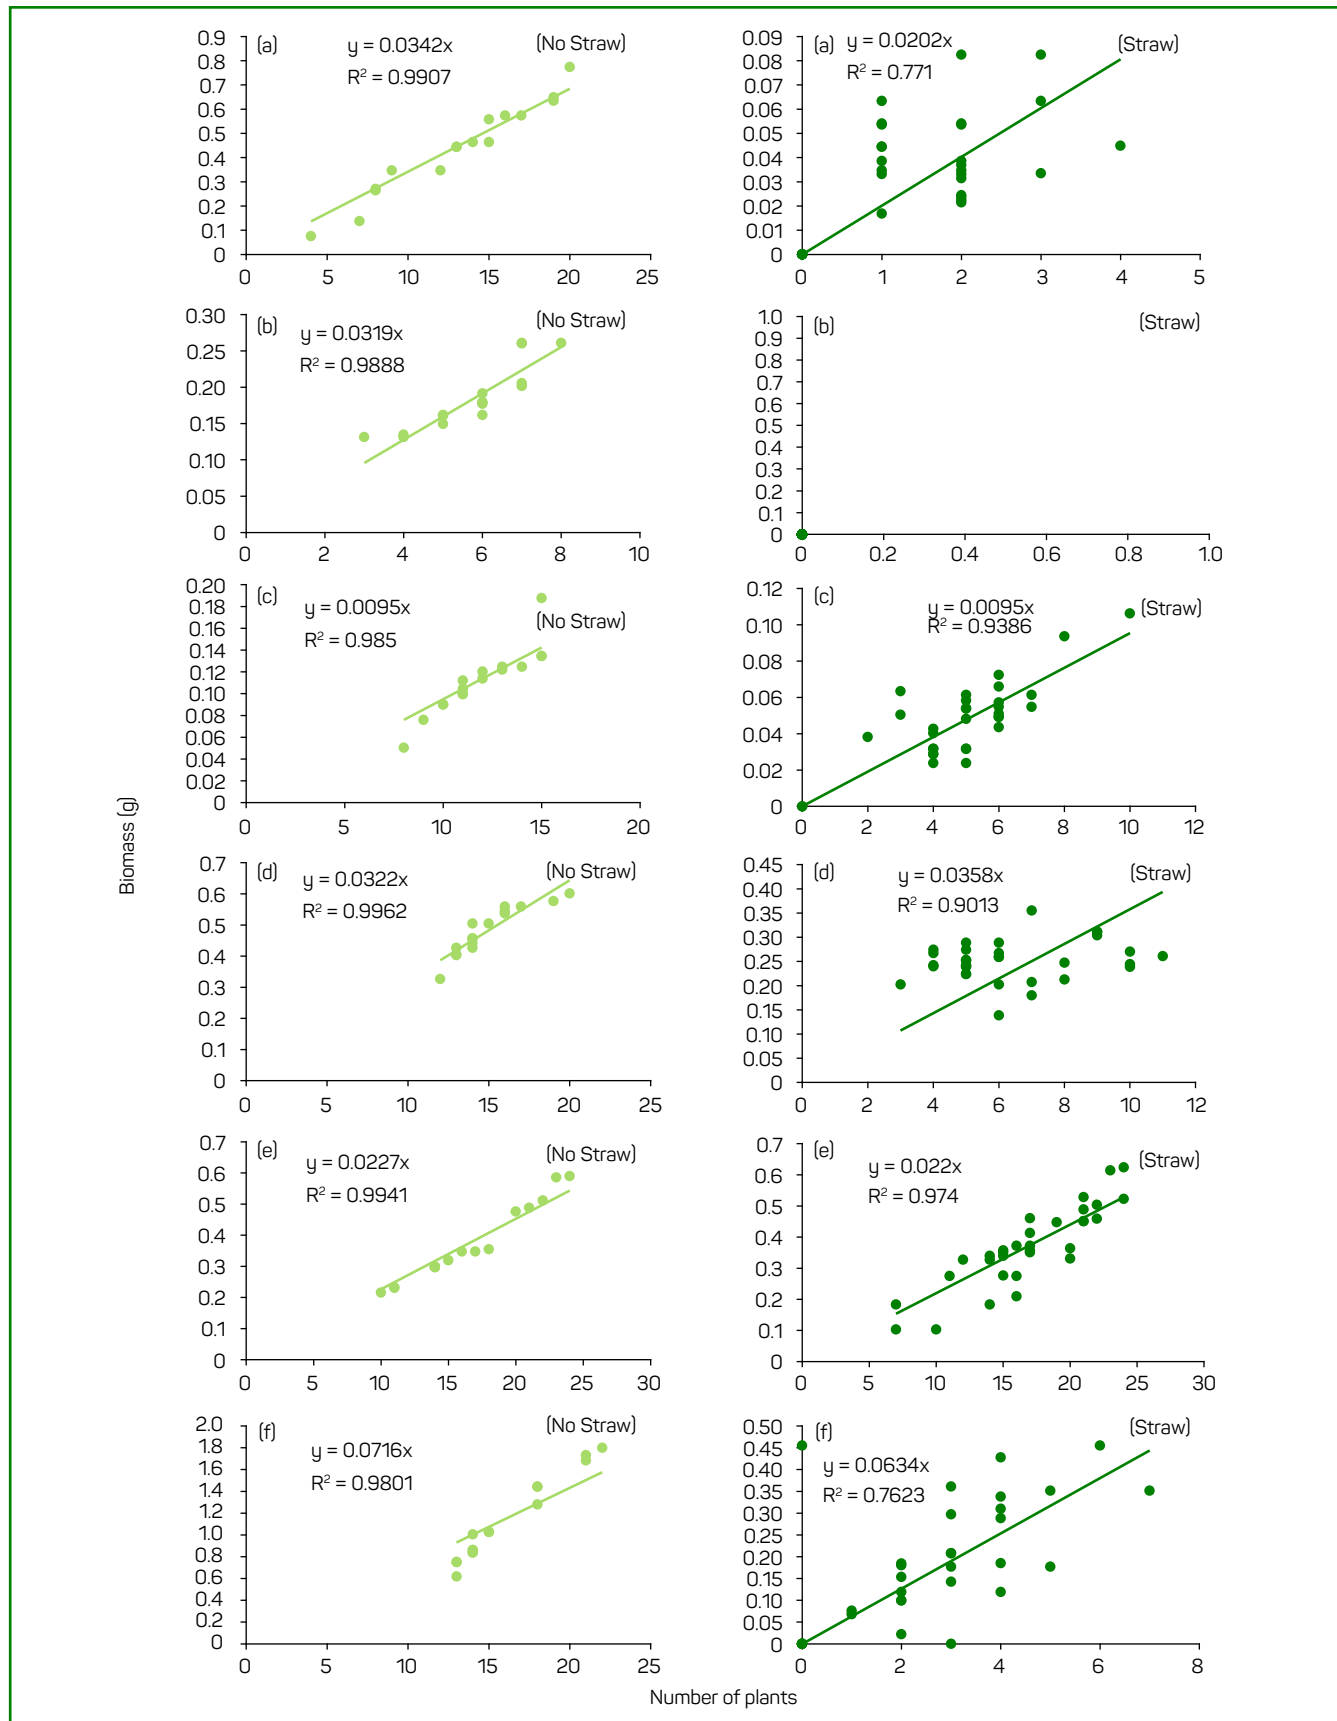 (a)
y = 0.0342x
R² = 0.9907
(No Straw)
0.9
0.8
0.7
0.6
0.5
0.4
0.3
0.2
0.1
0
0 5 10 15 20 25
(a)
y = 0.0202x
R² = 0.771
(Straw)
0.09
0.08
0.07
0.06
0.05
0.04
0.03
0.02
0.01
0
0 1 2 3 4 5
(b)
y = 0.0319x
R² = 0.9888
(No Straw)
0.30
0.25
0.20
0.15
0.10
0.05
0
0 2 4 6 8 10
(b)
(Straw)
1.0
0.9
0.8
0.7
0.6
0.5
0.4
0.3
0.2
0.1
0
0 0.2 0.4 0.6 0.8 1.0
(c)
y = 0.0095x
R² = 0.985
(No Straw)
0.20
0.18
0.16
0.14
0.12
0.10
0.08
0.06
0.04
0.02
0
0 5 10 15 20
(c)
y = 0.0095x
R² = 0.9386
(Straw)
0.12
0.10
0.08
0.06
0.04
0.02
0
0 2 4 6 8 10 12
(d)
y = 0.0322x
R² = 0.9962
(No Straw)
0.7
0.6
0.5
0.4
0.3
0.2
0.1
0
0 5 10 15 20 25
(d)
y = 0.0358x
R² = 0.9013
(Straw)
0.45
0.40
0.35
0.30
0.25
0.20
0.15
0.10
0.05
0
0 2 4 6 8 10 12
(e)
y = 0.0227x
R² = 0.9941
(No Straw)
0.7
0.6
0.5
0.4
0.3
0.2
0.1
0
0 5 10 15 20 25 30
(e)
y = 0.022x
R² = 0.974
(Straw)
0.7
0.6
0.5
0.4
0.3
0.2
0.1
0
0 5 10 15 20 25 30
(f)
y = 0.0716x
R² = 0.9801
(No Straw)
2.0
1.8
1.6
1.4
1.2
1.0
0.8
0.6
0.4
0.2
0
0 5 10 15 20 25
(f)
y = 0.0634x
R² = 0.7623
(Straw)
0.50
0.45
0.40
0.35
0.30
0.25
0.20
0.15
0.10
0.05
0
0 2 4 6 8
Biomass (g)
Number of plants